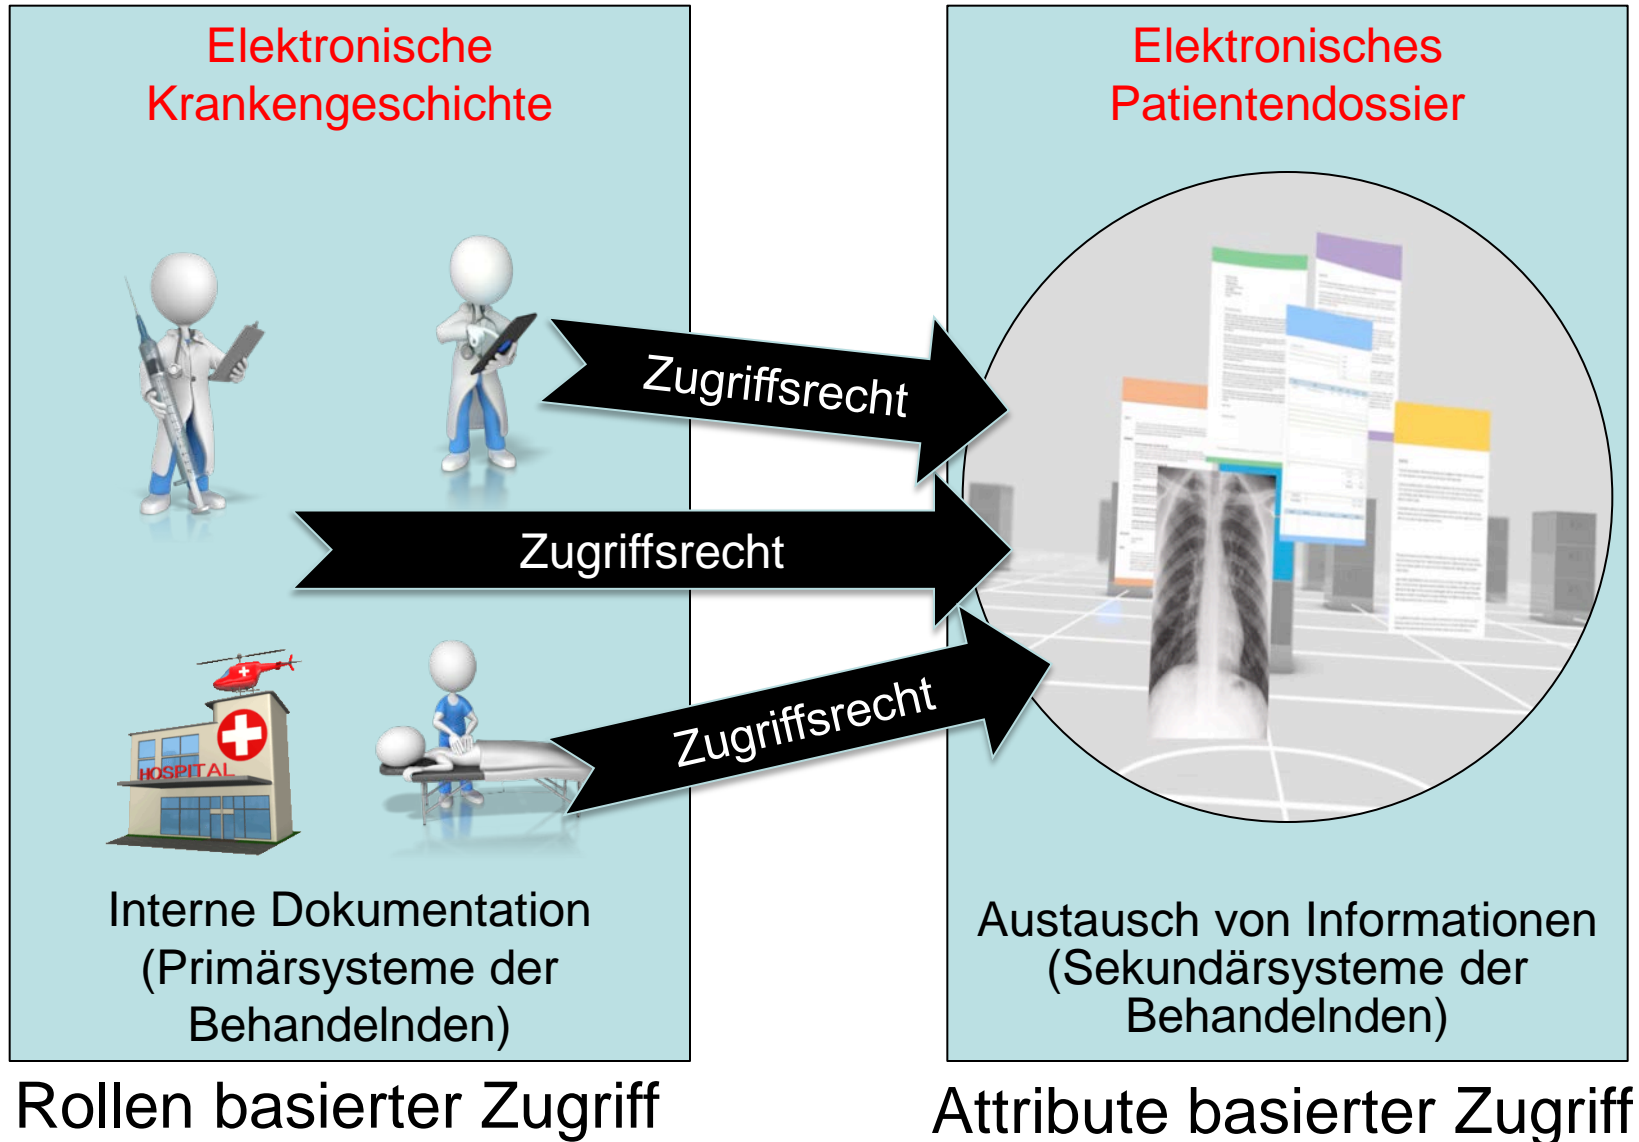 Elektronische
Krankengeschichte
Elektronisches
Patientendossier
Zugriffsrecht
Zugriffsrecht
Zugriffsrecht
HOSPITAL
Interne Dokumentation
(Primärsysteme der
Behandelnden)
Austausch von Informationen
(Sekundärsysteme der
Behandelnden)
Rollen basierter Zugriff
Attribute basierter Zugriff